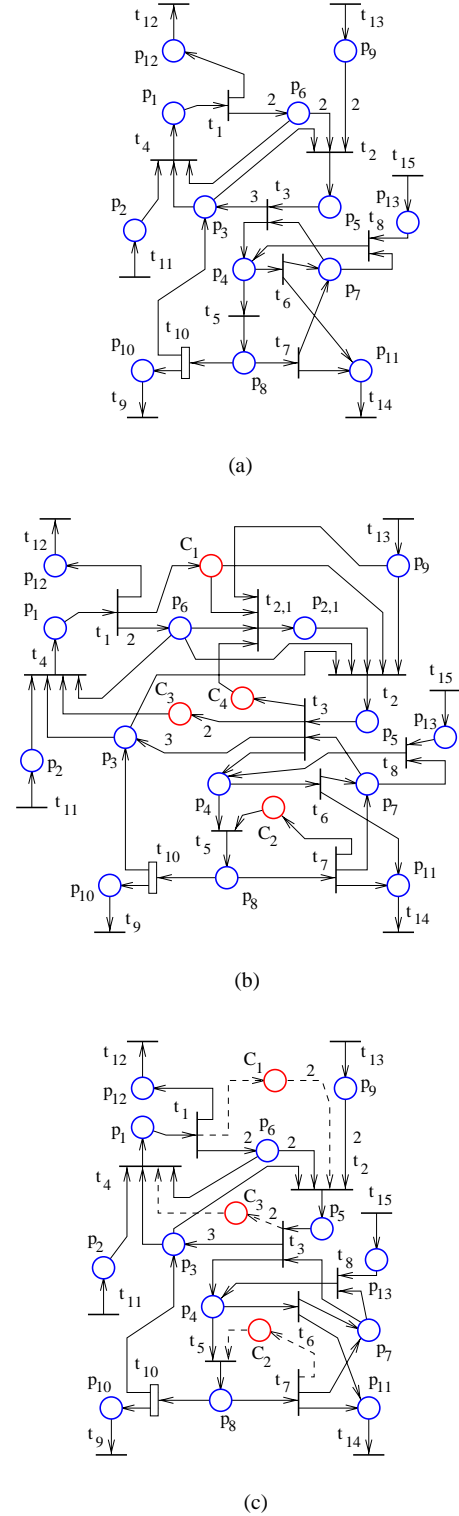 t12
t13
p12
p9
p1
2
p6
2
2
t1
t4
t2
t15
p2
3
t3
p13
p3
p5
t8
t11
p4
p7
t6
t5
t10
p10
t7
p11
p8
t9
t14
(a)
t12
C1
t13
p12
p9
p1
p6
t2,1
p2,1
t1
2
t4
C3
C4
t2
t15
2
t3
p13
p2
p3
3
p5
t8
t11
p4
p7
t6
C2
t10
t5
t7
p11
p10
p8
t9
t14
(b)
C1
2
t13
t12
p12
p9
t1
p1
2
p6
2
2
t2
t4
C3
2
p5
t15
p2
3
t3
t8
p3
p13
t11
p4
t5
t6
p7
C2
t10
t7
p10
p11
p8
t9
t14
(c)